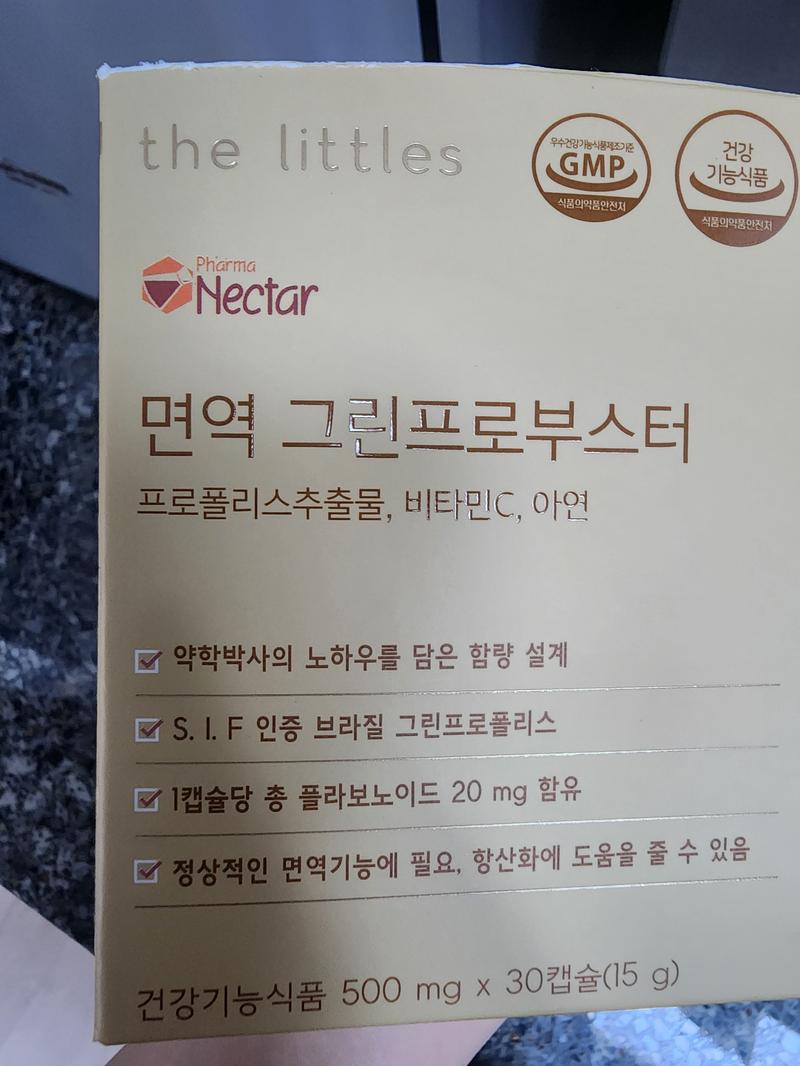 the littles
우수건강기능식품제조기준
GMP
식품의약품안전처
건강
기능식품
식품의약품안전처
Pharma
Nectar
면역 그린프로부스터
프로폴리스추출물, 비타민C, 아연
약학박사의 노하우를 담은 함량 설계
S. I. F 인증 브라질 그린프로폴리스
1캡슐당 총 플라보노이드 20 mg 함유
정상적인 면역기능에 필요, 항산화에 도움을 줄 수 있음
건강기능식품 500 mg x 30캡슐(15 g)